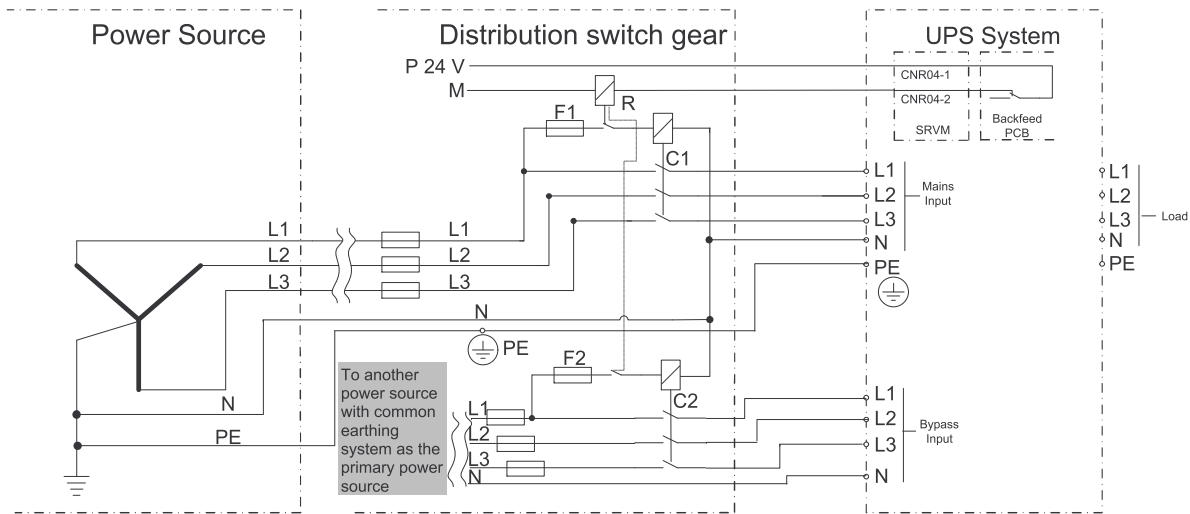 Power Source
Distribution switch gear
UPS System
P 24 V
M
R
F1
C1
CNR04-1
CNR04-2
SRVM
Backfeed
PCB
L1
L2
L3
N
PE
Mains
Input
L1
L2
L3
N
PE
Load
L1
L2
L3
L1
L2
L3
N
PE
N
PE
To another
power source
with common
earthing
system as the
primary power
source
F2
C2
L1
L2
L3
N
L1
L2
L3
N
Bypass
Input